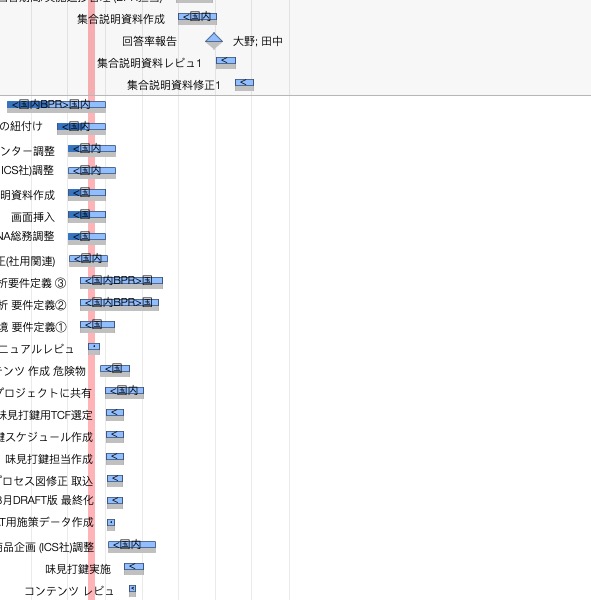 集合説明資料作成 <国内
回答率報告 大野; 田中
集合説明資料レビュ1 <
集合説明資料修正1 <
<国内BPR>国内
の紐付け <国内
ンター調整 <国内
ICS社)調整 <国内
明資料作成 <国
画面挿入 <国
NA総務調整 <国
正(社用関連) <国内
析要件定義 ③ <国内BPR>国
析 要件定義② <国内BPR>国
境 要件定義① <国
ニュアルレビュ
テンツ 作成 危険物 <国
プロジェクトに共有 <国内
味見打鍵用TCF選定 <
鍵スケジュール作成 <
味見打鍵担当作成 <
プロセス図修正 取込 <
3月DRAFT版 最終化 <
T用施策データ作成
商品企画 (ICS社)調整 <国内
味見打鍵実施 <
コンテンツ レビュ